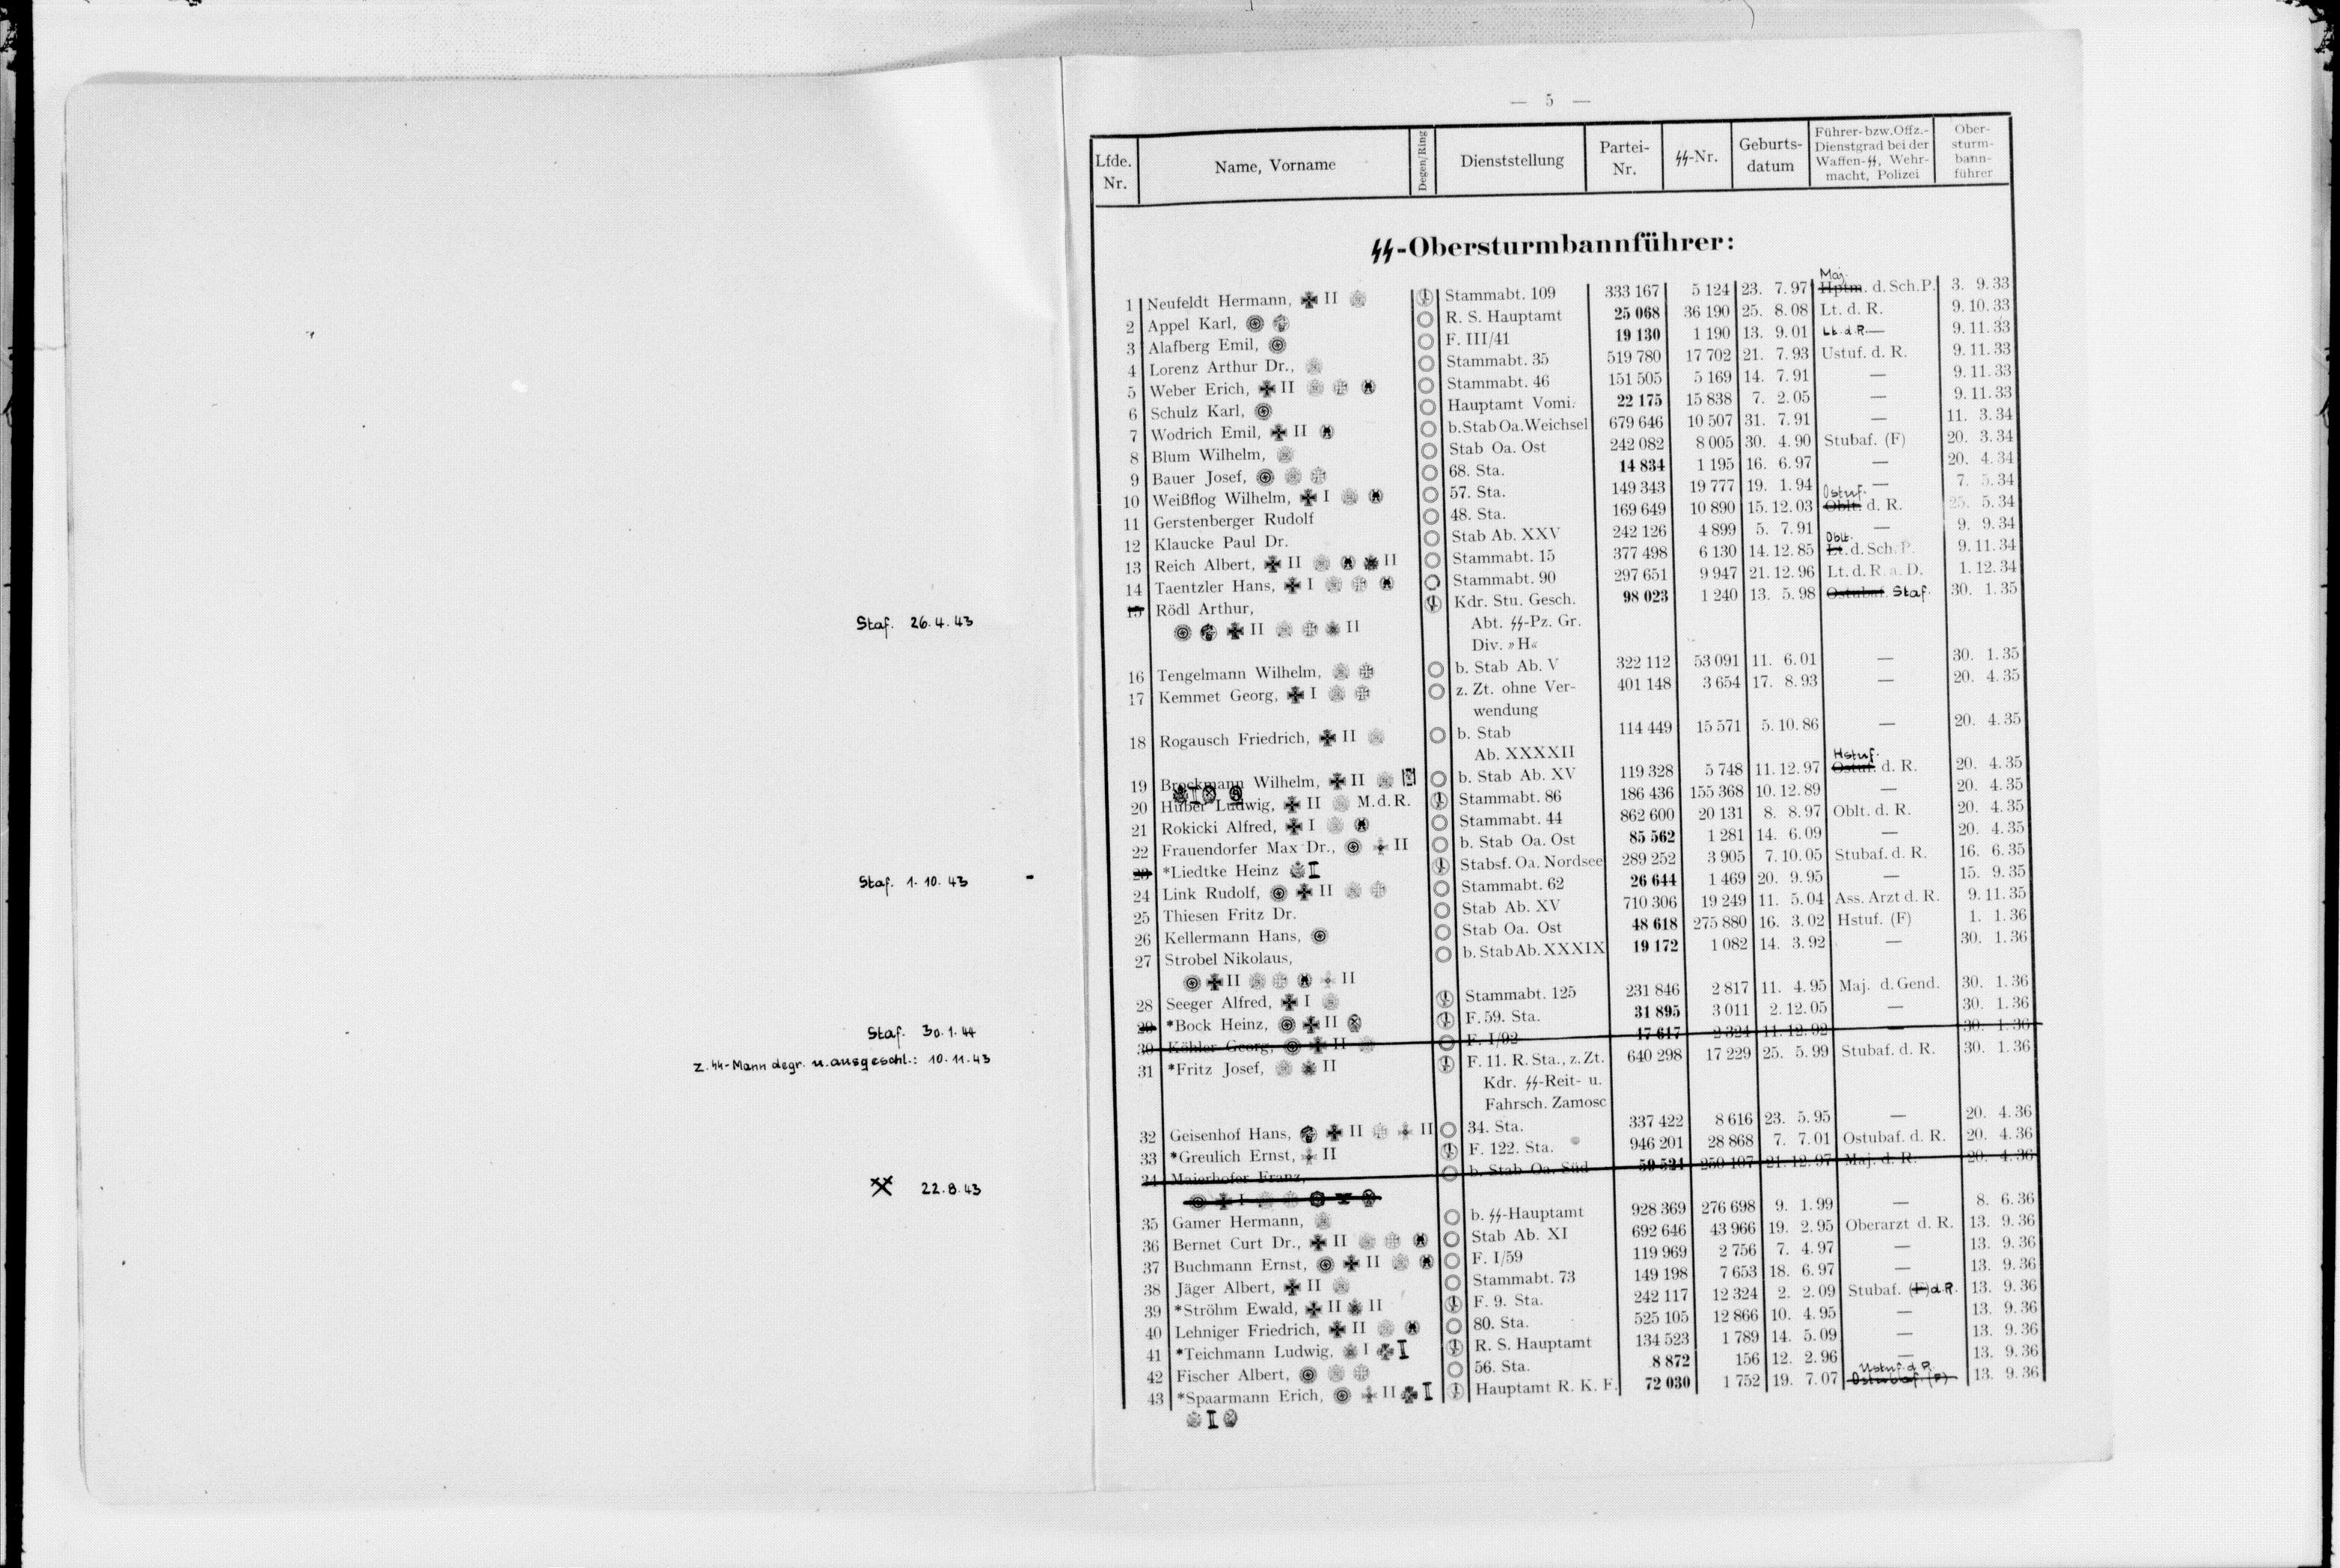 Staf. 26.4.43
Staf. 1.10.43
Staf. 30.1.44
z. ϟϟ-Mann degr. u. ausgeschl.: 10.11.43
22.8.43
— 5 —
Lfde. Nr. | Name, Vorname | Degen/Ring | Dienststellung | Partei-Nr. | ϟϟ-Nr. | Geburts-datum | Führer- bzw. Offz.-Dienstgrad bei der Waffen-ϟϟ, Wehr-macht, Polizei | Ober-sturm-bann-führer
ϟϟ-Obersturmbannführer:
1 Neufeldt Hermann, II Stammabt. 109 333 167 5 124 23. 7. 97 Maj. Hptm. d. Sch.P. 3. 9. 33
2 Appel Karl, R. S. Hauptamt 25 068 36 190 25. 8. 08 Lt. d. R. 9. 10. 33
3 Alafberg Emil, F. III/41 19 130 1 190 13. 9. 01 Lt. d. R. — 9. 11. 33
4 Lorenz Arthur Dr., Stammabt. 35 519 780 17 702 21. 7. 93 Ustuf. d. R. 9. 11. 33
5 Weber Erich, II Stammabt. 46 151 505 5 169 14. 7. 91 — 9. 11. 33
6 Schulz Karl, Hauptamt Vomi. 22 175 15 838 7. 2. 05 — 9. 11. 33
7 Wodrich Emil, II b. Stab Oa. Weichsel 679 646 10 507 31. 7. 91 — 11. 3. 34
8 Blum Wilhelm, Stab Oa. Ost 242 082 8 005 30. 4. 90 Stubaf. (F) 20. 3. 34
9 Bauer Josef, 68. Sta. 14 834 1 195 16. 6. 97 — 20. 4. 34
10 Weißflog Wilhelm, I 57. Sta. 149 343 19 777 19. 1. 94 — 7. 5. 34
11 Gerstenberger Rudolf 48. Sta. 169 649 10 890 15. 12. 03 Ostuf. Oblt. d. R. 25. 5. 34
12 Klaucke Paul Dr. Stab Ab. XXV 242 126 4 899 5. 7. 91 — 9. 9. 34
13 Reich Albert, II II Stammabt. 15 377 498 6 130 14. 12. 85 Oblt. Lt. d. Sch. P. 9. 11. 34
14 Taentzler Hans, I Stammabt. 90 297 651 9 947 21. 12. 96 Lt. d. R. a. D. 1. 12. 34
15 Rödl Arthur, Kdr. Stu. Gesch. 98 023 1 240 13. 5. 98 Ostubaf. Staf. 30. 1. 35
II II Abt. ϟϟ-Pz. Gr.
Div. »H«
16 Tengelmann Wilhelm, b. Stab Ab. V 322 112 53 091 11. 6. 01 — 30. 1. 35
17 Kemmet Georg, I z. Zt. ohne Ver- 401 148 3 654 17. 8. 93 — 20. 4. 35
wendung
18 Rogausch Friedrich, II b. Stab 114 449 15 571 5. 10. 86 — 20. 4. 35
Ab. XXXXII
19 Brockmann Wilhelm, II b. Stab Ab. XV 119 328 5 748 11. 12. 97 Hstuf. Ostuf. d. R. 20. 4. 35
I
20 Huber Ludwig, II M. d. R. Stammabt. 86 186 436 155 368 10. 12. 89 — 20. 4. 35
21 Rokicki Alfred, I Stammabt. 44 862 600 20 131 8. 8. 97 Oblt. d. R. 20. 4. 35
22 Frauendorfer Max Dr., II b. Stab Oa. Ost 85 562 1 281 14. 6. 09 — 20. 4. 35
23 *Liedtke Heinz I Stabsf. Oa. Nordsee 289 252 3 905 7. 10. 05 Stubaf. d. R. 16. 6. 35
24 Link Rudolf, II Stammabt. 62 26 644 1 469 20. 9. 95 — 15. 9. 35
25 Thiesen Fritz Dr. Stab Ab. XV 710 306 19 249 11. 5. 04 Ass. Arzt d. R. 9. 11. 35
26 Kellermann Hans, Stab Oa. Ost 48 618 275 880 16. 3. 02 Hstuf. (F) 1. 1. 36
27 Strobel Nikolaus, b. Stab Ab. XXXIX 19 172 1 082 14. 3. 92 — 30. 1. 36
II II
28 Seeger Alfred, I Stammabt. 125 231 846 2 817 11. 4. 95 Maj. d. Gend. 30. 1. 36
29 *Bock Heinz, II F. 59. Sta. 31 895 3 011 2. 12. 05 — 30. 1. 36
30 Köhler Georg, II F. I/92 17 617 2 324 11. 12. 92 — 30. 1. 36
31 *Fritz Josef, II F. 11. R. Sta., z. Zt. 640 298 17 229 25. 5. 99 Stubaf. d. R. 30. 1. 36
Kdr. ϟϟ-Reit- u.
Fahrsch. Zamosc
32 Geisenhof Hans, II II 34. Sta. 337 422 8 616 23. 5. 95 — 20. 4. 36
33 *Greulich Ernst, II F. 122. Sta. 946 201 28 868 7. 7. 01 Ostubaf. d. R. 20. 4. 36
34 Maierhofer Franz, b. Stab Oa. Süd 59 524 250 107 21. 12. 97 Maj. d. R. 20. 4. 36
I
35 Gamer Hermann, b. ϟϟ-Hauptamt 928 369 276 698 9. 1. 99 — 8. 6. 36
36 Bernet Curt Dr., II Stab Ab. XI 692 646 43 966 19. 2. 95 Oberarzt d. R. 13. 9. 36
37 Buchmann Ernst, II F. I/59 119 969 2 756 7. 4. 97 — 13. 9. 36
38 Jäger Albert, II Stammabt. 73 149 198 7 653 18. 6. 97 — 13. 9. 36
39 *Ströhm Ewald, II II F. 9. Sta. 242 117 12 324 2. 2. 09 Stubaf. (F) d. R. 13. 9. 36
40 Lehniger Friedrich, II 80. Sta. 525 105 12 866 10. 4. 95 — 13. 9. 36
41 *Teichmann Ludwig, I I R. S. Hauptamt 134 523 1 789 14. 5. 09 — 13. 9. 36
42 Fischer Albert, 56. Sta. 8 872 156 12. 2. 96 — 13. 9. 36
43 *Spaarmann Erich, II I Hauptamt R. K. F. 72 030 1 752 19. 7. 07 Ustuf. d. R. 13. 9. 36
I